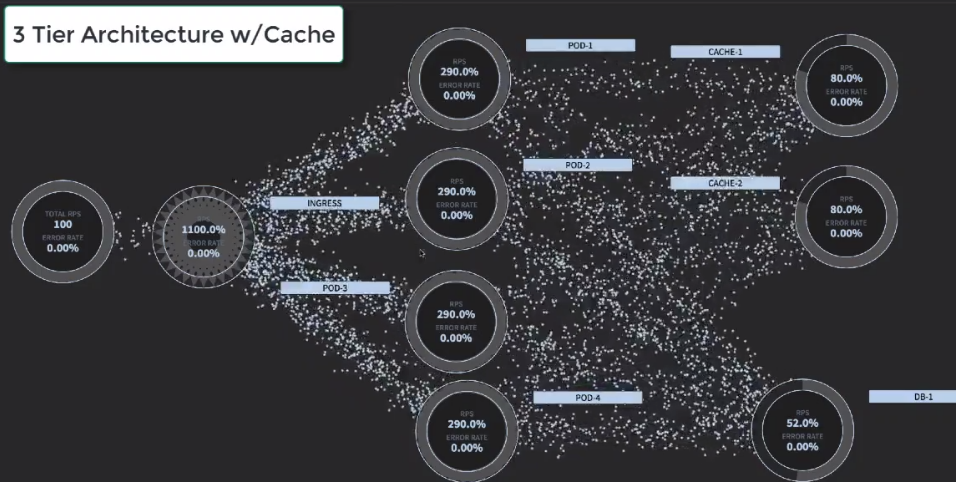 3 Tier Architecture w/Cache
POD-1
CACHE-1
RPS
290.0%
ERROR RATE
0.00%
RPS
80.0%
ERROR RATE
0.00%
POD-2
CACHE-2
RPS
290.0%
ERROR RATE
0.00%
RPS
80.0%
ERROR RATE
0.00%
INGRESS
TOTAL RPS
100
ERROR RATE
0.00%
RPS
1100.0%
ERROR RATE
0.00%
POD-3
RPS
290.0%
ERROR RATE
0.00%
POD-4
DB-1
RPS
290.0%
ERROR RATE
0.00%
RPS
52.0%
ERROR RATE
0.00%